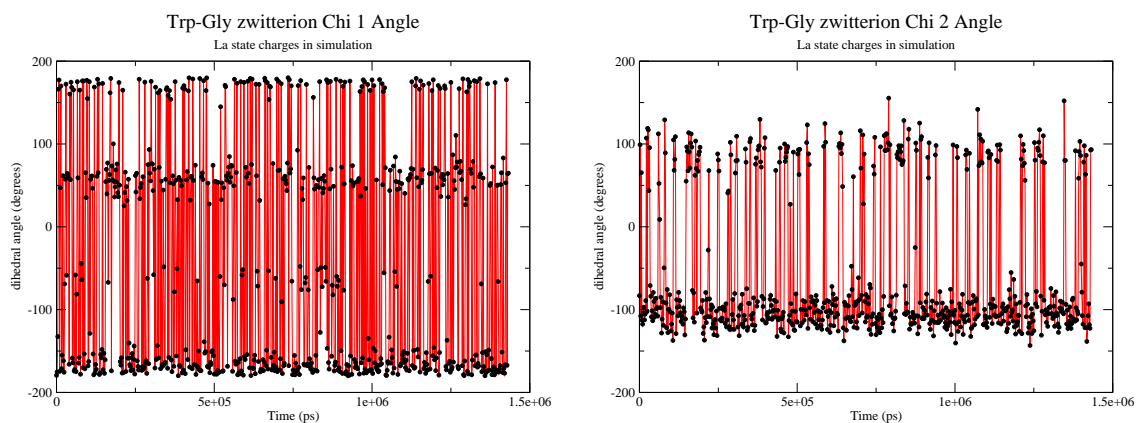 Trp-Gly zwitterion Chi 1 Angle
La state charges in simulation
200
100
0
-100
-200
dihedral angle (degrees)
0
5e+05
1e+06
1.5e+06
Time (ps)
Trp-Gly zwitterion Chi 2 Angle
La state charges in simulation
200
100
0
-100
-200
dihedral angle (degrees)
0
5e+05
1e+06
1.5e+06
Time (ps)